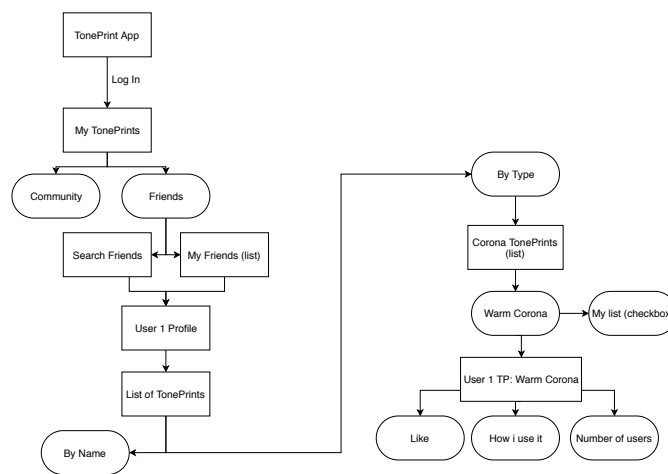 TonePrint App
Log In
My TonePrints
Community
Friends
Search Friends
My Friends (list)
User 1 Profile
List of TonePrints
By Name
By Type
Corona TonePrints
(list)
Warm Corona
My list (checkbox
User 1 TP: Warm Corona
Like
How i use it
Number of users